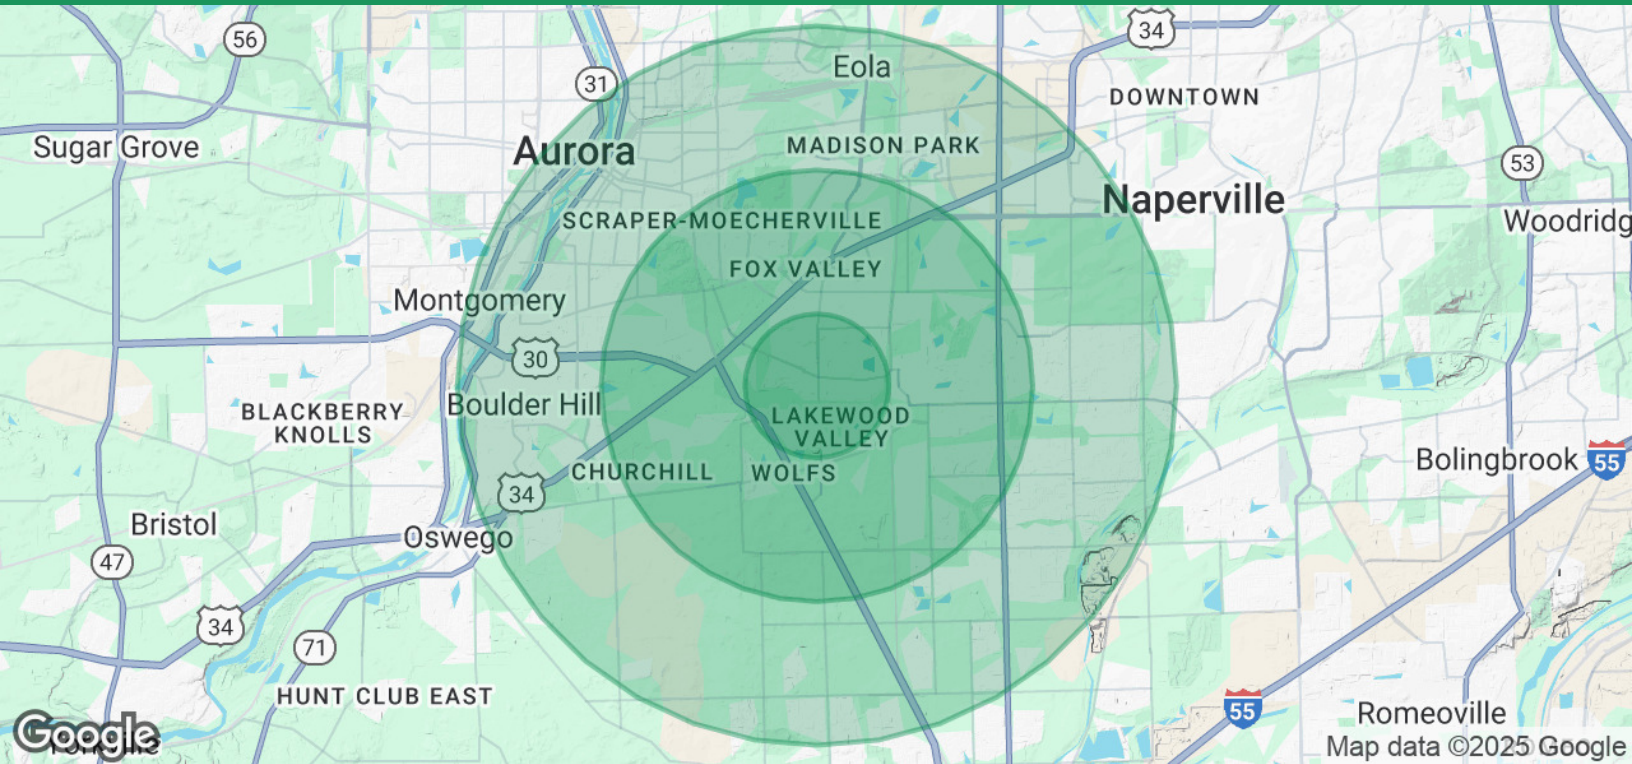 56
34
31
Eola
DOWNTOWN
Sugar Grove
Aurora
MADISON PARK
53
Naperville
SCRAPER-MOECHERVILLE
Woodridg
FOX VALLEY
Montgomery
30
BLACKBERRY
KNOLLS
Boulder Hill
LAKEWOOD
VALLEY
CHURCHILL
WOLFS
Bolingbrook
55
34
Bristol
Oswego
47
34
71
HUNT CLUB EAST
55
Romeoville
Google
Yorkville
Map data ©2025 Google